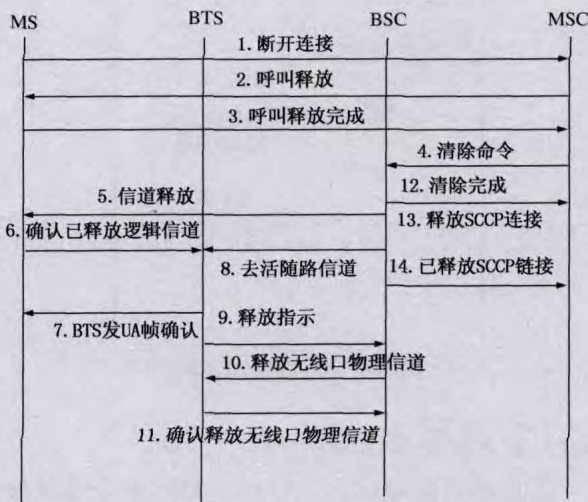 MS BTS BSC MSC
1. 断开连接
2. 呼叫释放
3. 呼叫释放完成
4. 清除命令
12. 清除完成
5. 信道释放
13. 释放SCCP连接
6. 确认已释放逻辑信道
8. 去活随路信道
14. 已释放SCCP链接
9. 释放指示
7. BTS发UA帧确认
10. 释放无线口物理信道
11. 确认释放无线口物理信道